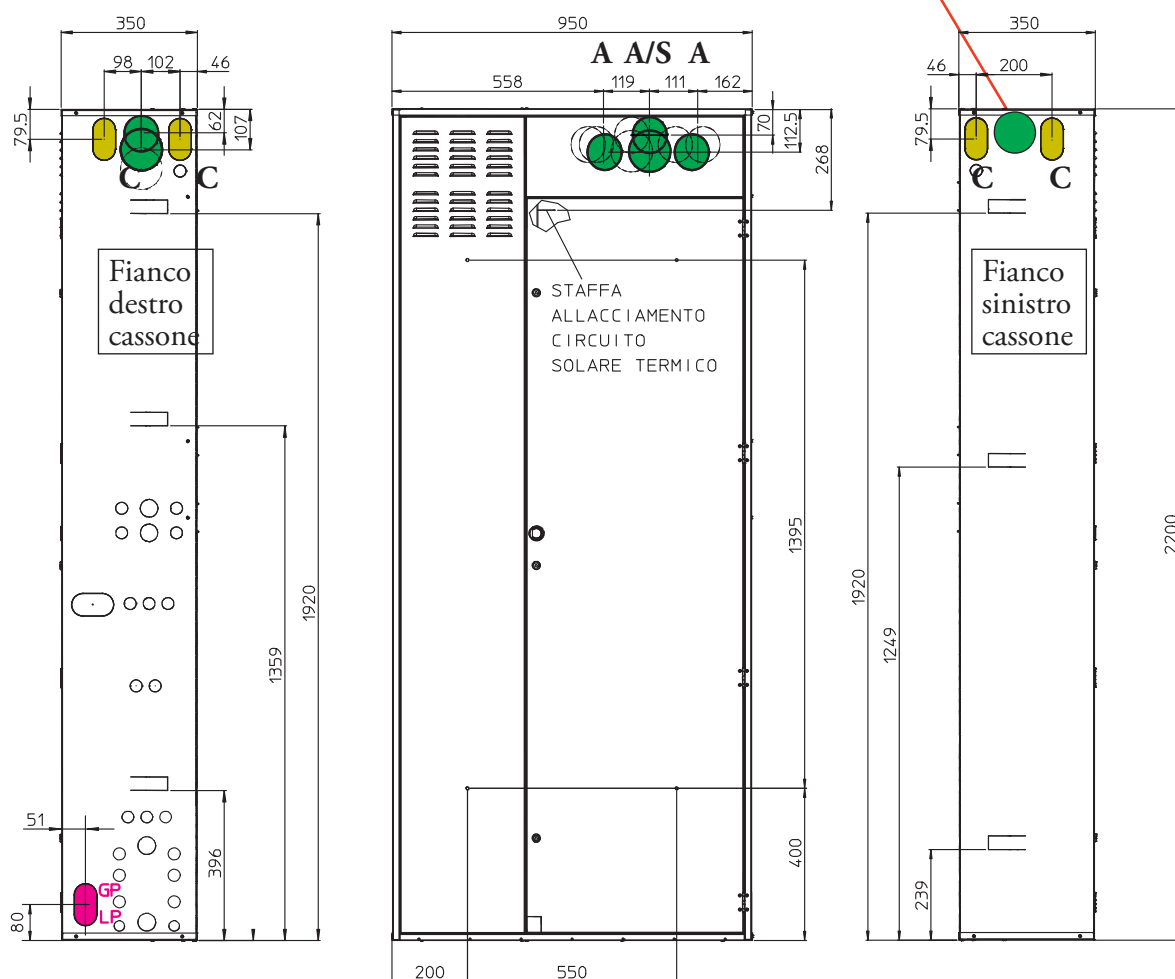 350
950
350
98
102
46
A
A/S
A
558
119
111
162
46
200
79.5
62
107
70
112.5
268
79.5
C
C
C
C
Fianco
destro
cassone
Fianco
sinistro
cassone
STAFFA
ALLACCIAMENTO
CIRCUITO
SOLARE TERMICO
1920
1359
396
1395
400
1920
1249
239
2200
51
80
GP
LP
200
550